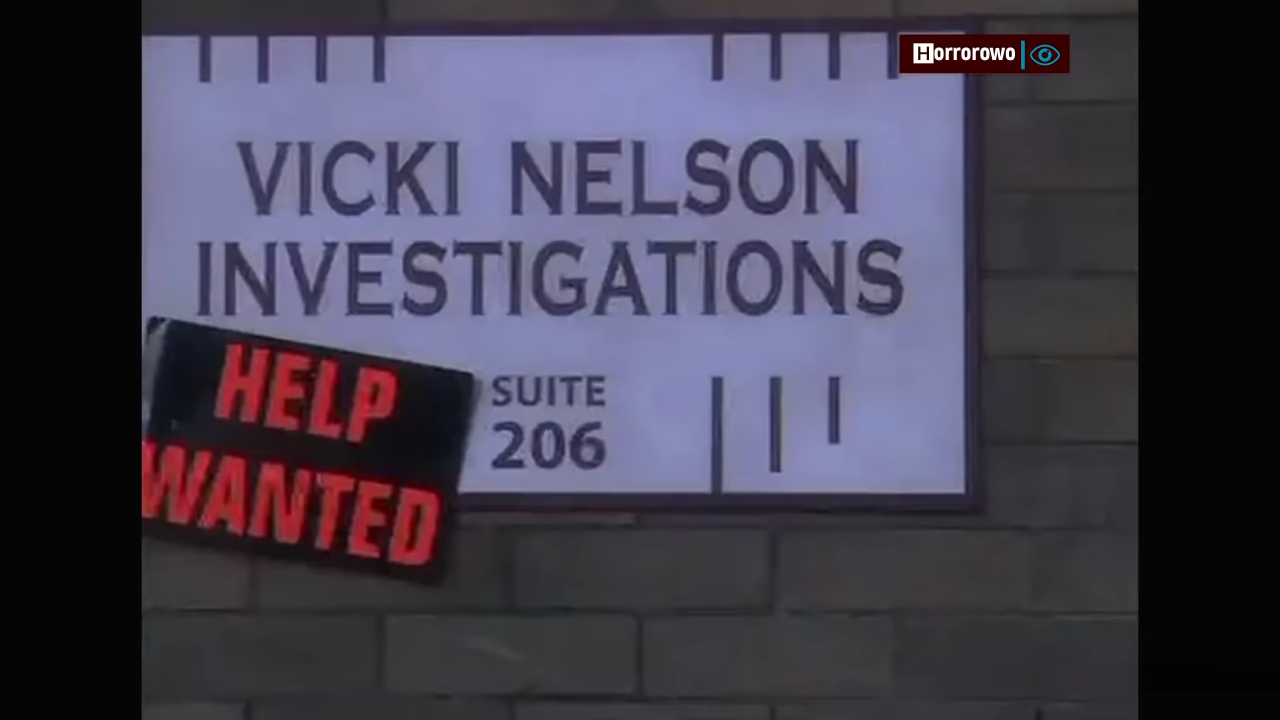 Horrorowo
VICKI NELSON
INVESTIGATIONS
HELP
WANTED
SUITE
206